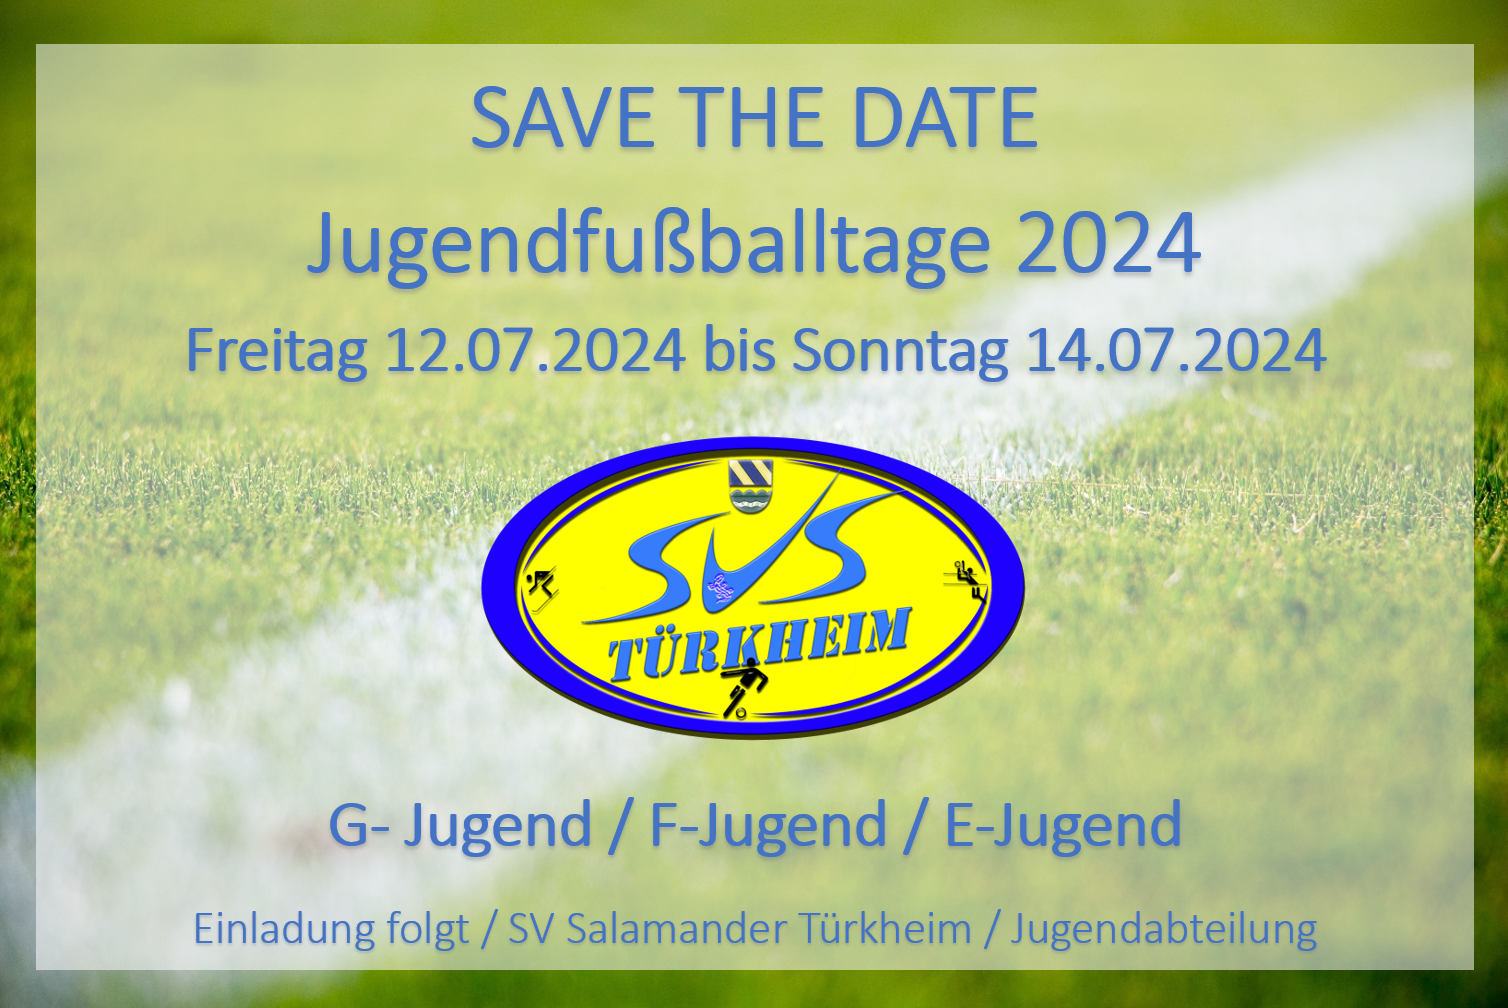 SAVE THE DATE
Jugendfußballtage 2024
Freitag 12.07.2024 bis Sonntag 14.07.2024
SVS
TÜRKHEIM
G- Jugend / F-Jugend / E-Jugend
Einladung folgt / SV Salamander Türkheim / Jugendabteilung